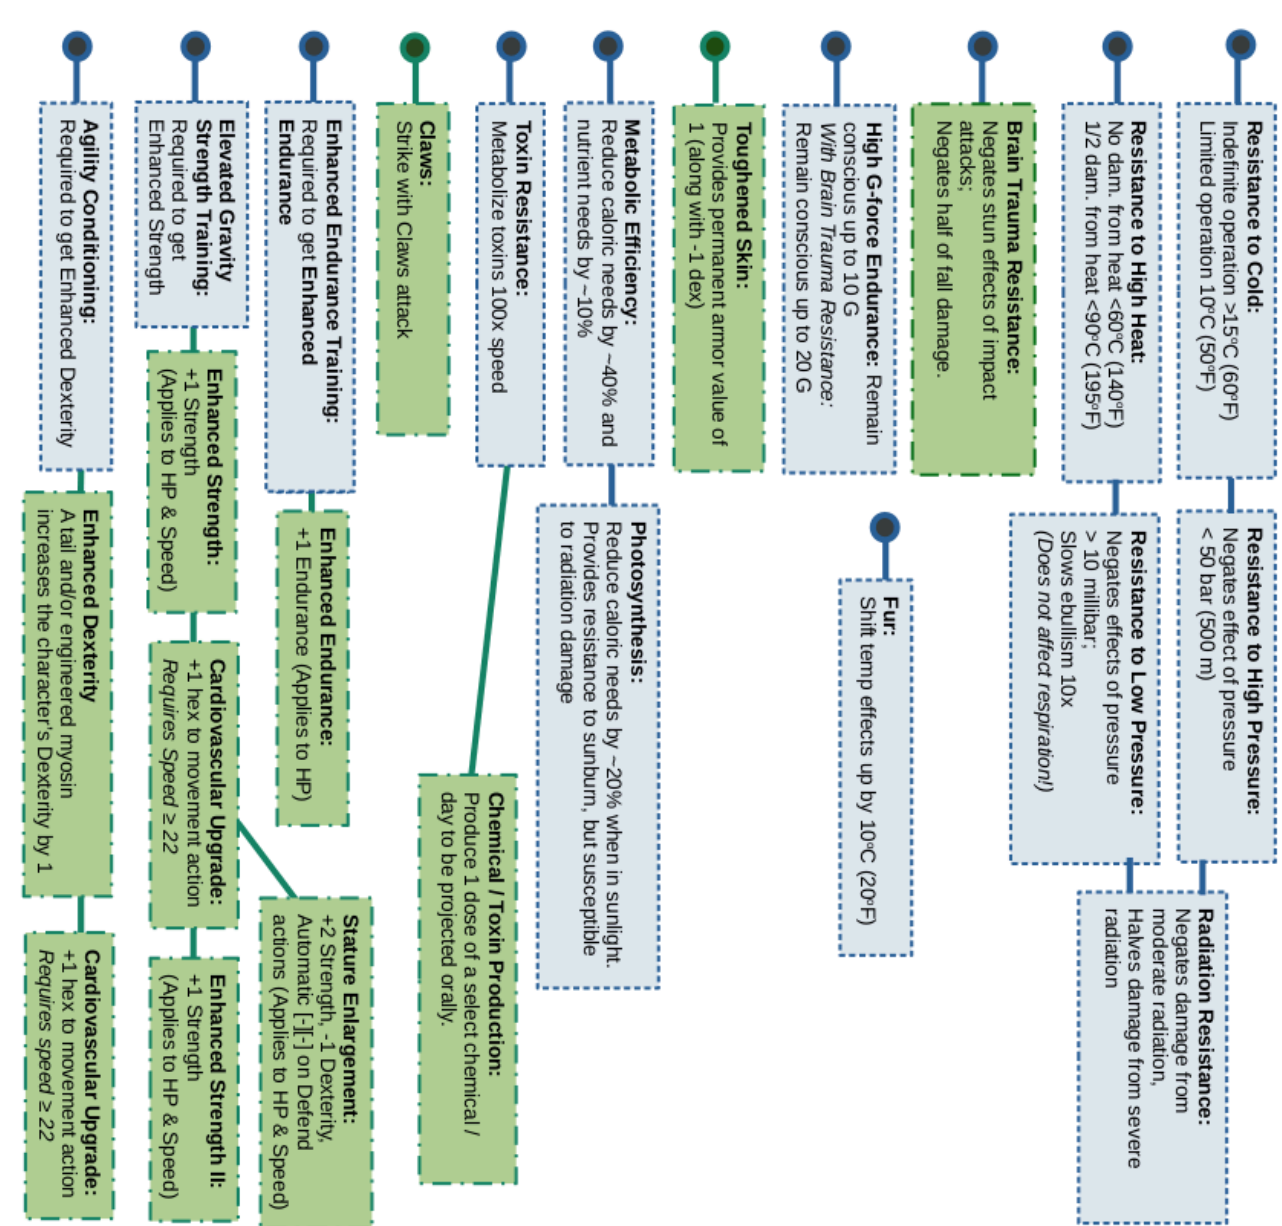 Resistance to Cold:
Indefinite operation >15°C (60°F)
Limited operation 10°C (50°F)
Resistance to High Pressure:
Negates effect of pressure
< 50 bar (500 m)
Resistance to High Heat:
No dam. from heat <60°C (140°F)
1/2 dam. from heat <90°C (195°F)
Resistance to Low Pressure:
Negates effects of pressure
> 10 millibar;
Slows ebullism 10x
(Does not affect respiration!)
Radiation Resistance:
Negates damage from
moderate radiation,
Halves damage from severe
radiation
Brain Trauma Resistance:
Negates stun effects of impact
attacks;
Negates half of fall damage.
High G-force Endurance: Remain
conscious up to 10 G
With Brain Trauma Resistance:
Remain conscious up to 20 G
Fur:
Shift temp effects up by 10°C (20°F)
Toughened Skin:
Provides permanent armor value of
1 (along with -1 dex)
Metabolic Efficiency:
Reduce caloric needs by ~40% and
nutrient needs by ~10%
Photosynthesis:
Reduce caloric needs by ~20% when in sunlight.
Provides resistance to sunburn, but susceptible
to radiation damage
Toxin Resistance:
Metabolize toxins 100x speed
Chemical / Toxin Production:
Produce 1 dose of a select chemical /
day to be projected orally.
Claws:
Strike with Claws attack
Enhanced Endurance Training:
Required to get Enhanced
Endurance
Enhanced Endurance:
+1 Endurance (Applies to HP)
Elevated Gravity
Strength Training:
Required to get
Enhanced Strength
Enhanced Strength:
+1 Strength
(Applies to HP & Speed)
Cardiovascular Upgrade:
+1 hex to movement action
Requires Speed ≥ 22
Stature Enlargement:
+2 Strength, -1 Dexterity,
Automatic [-][-] on Defend
actions (Applies to HP & Speed)
Enhanced Strength II:
+1 Strength
(Applies to HP & Speed)
Agility Conditioning:
Required to get Enhanced Dexterity
Enhanced Dexterity
A tail and/or engineered myosin
increases the character's Dexterity by 1
Cardiovascular Upgrade:
+1 hex to movement action
Requires speed ≥ 22